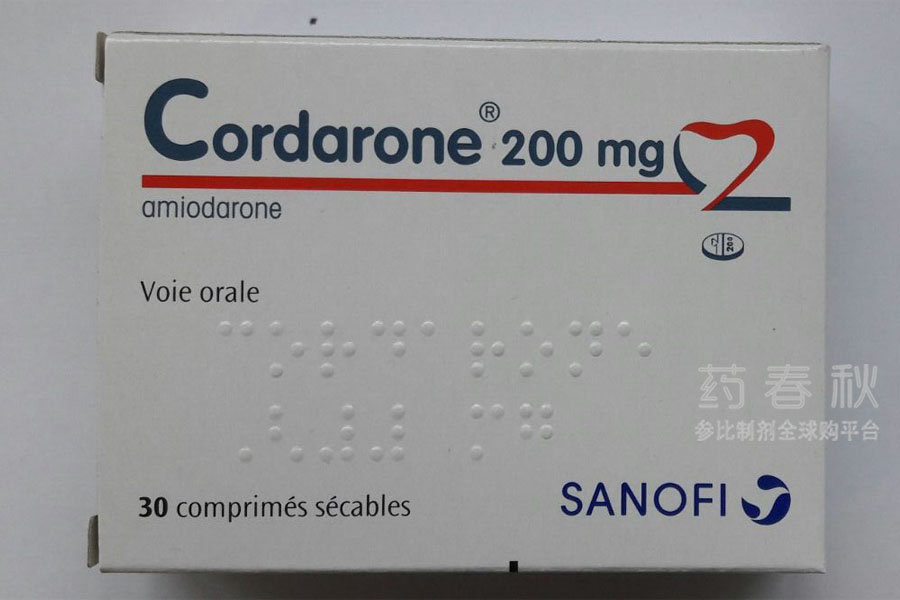 Cordarone® 200 mg
amiodarone
200
Voie orale
药春秋
参比制剂全球购平台
30 comprimés sécables
SANOFI